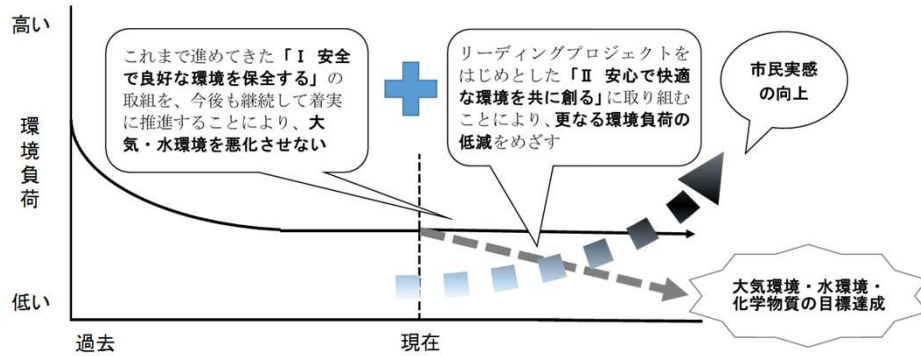 高い
これまで進めてきた「Ⅰ 安全
で良好な環境を保全する」の
取組を、今後も継続して着実
に推進することにより、大
気・水環境を悪化させない
リーディングプロジェクトを
はじめとした「Ⅱ 安心で快適
な環境を共に創る」に取り組む
ことにより、更なる環境負荷の
低減をめざす
市民実感
の向上
環境負荷
大気環境・水環境・
化学物質の目標達成
低い
過去
現在